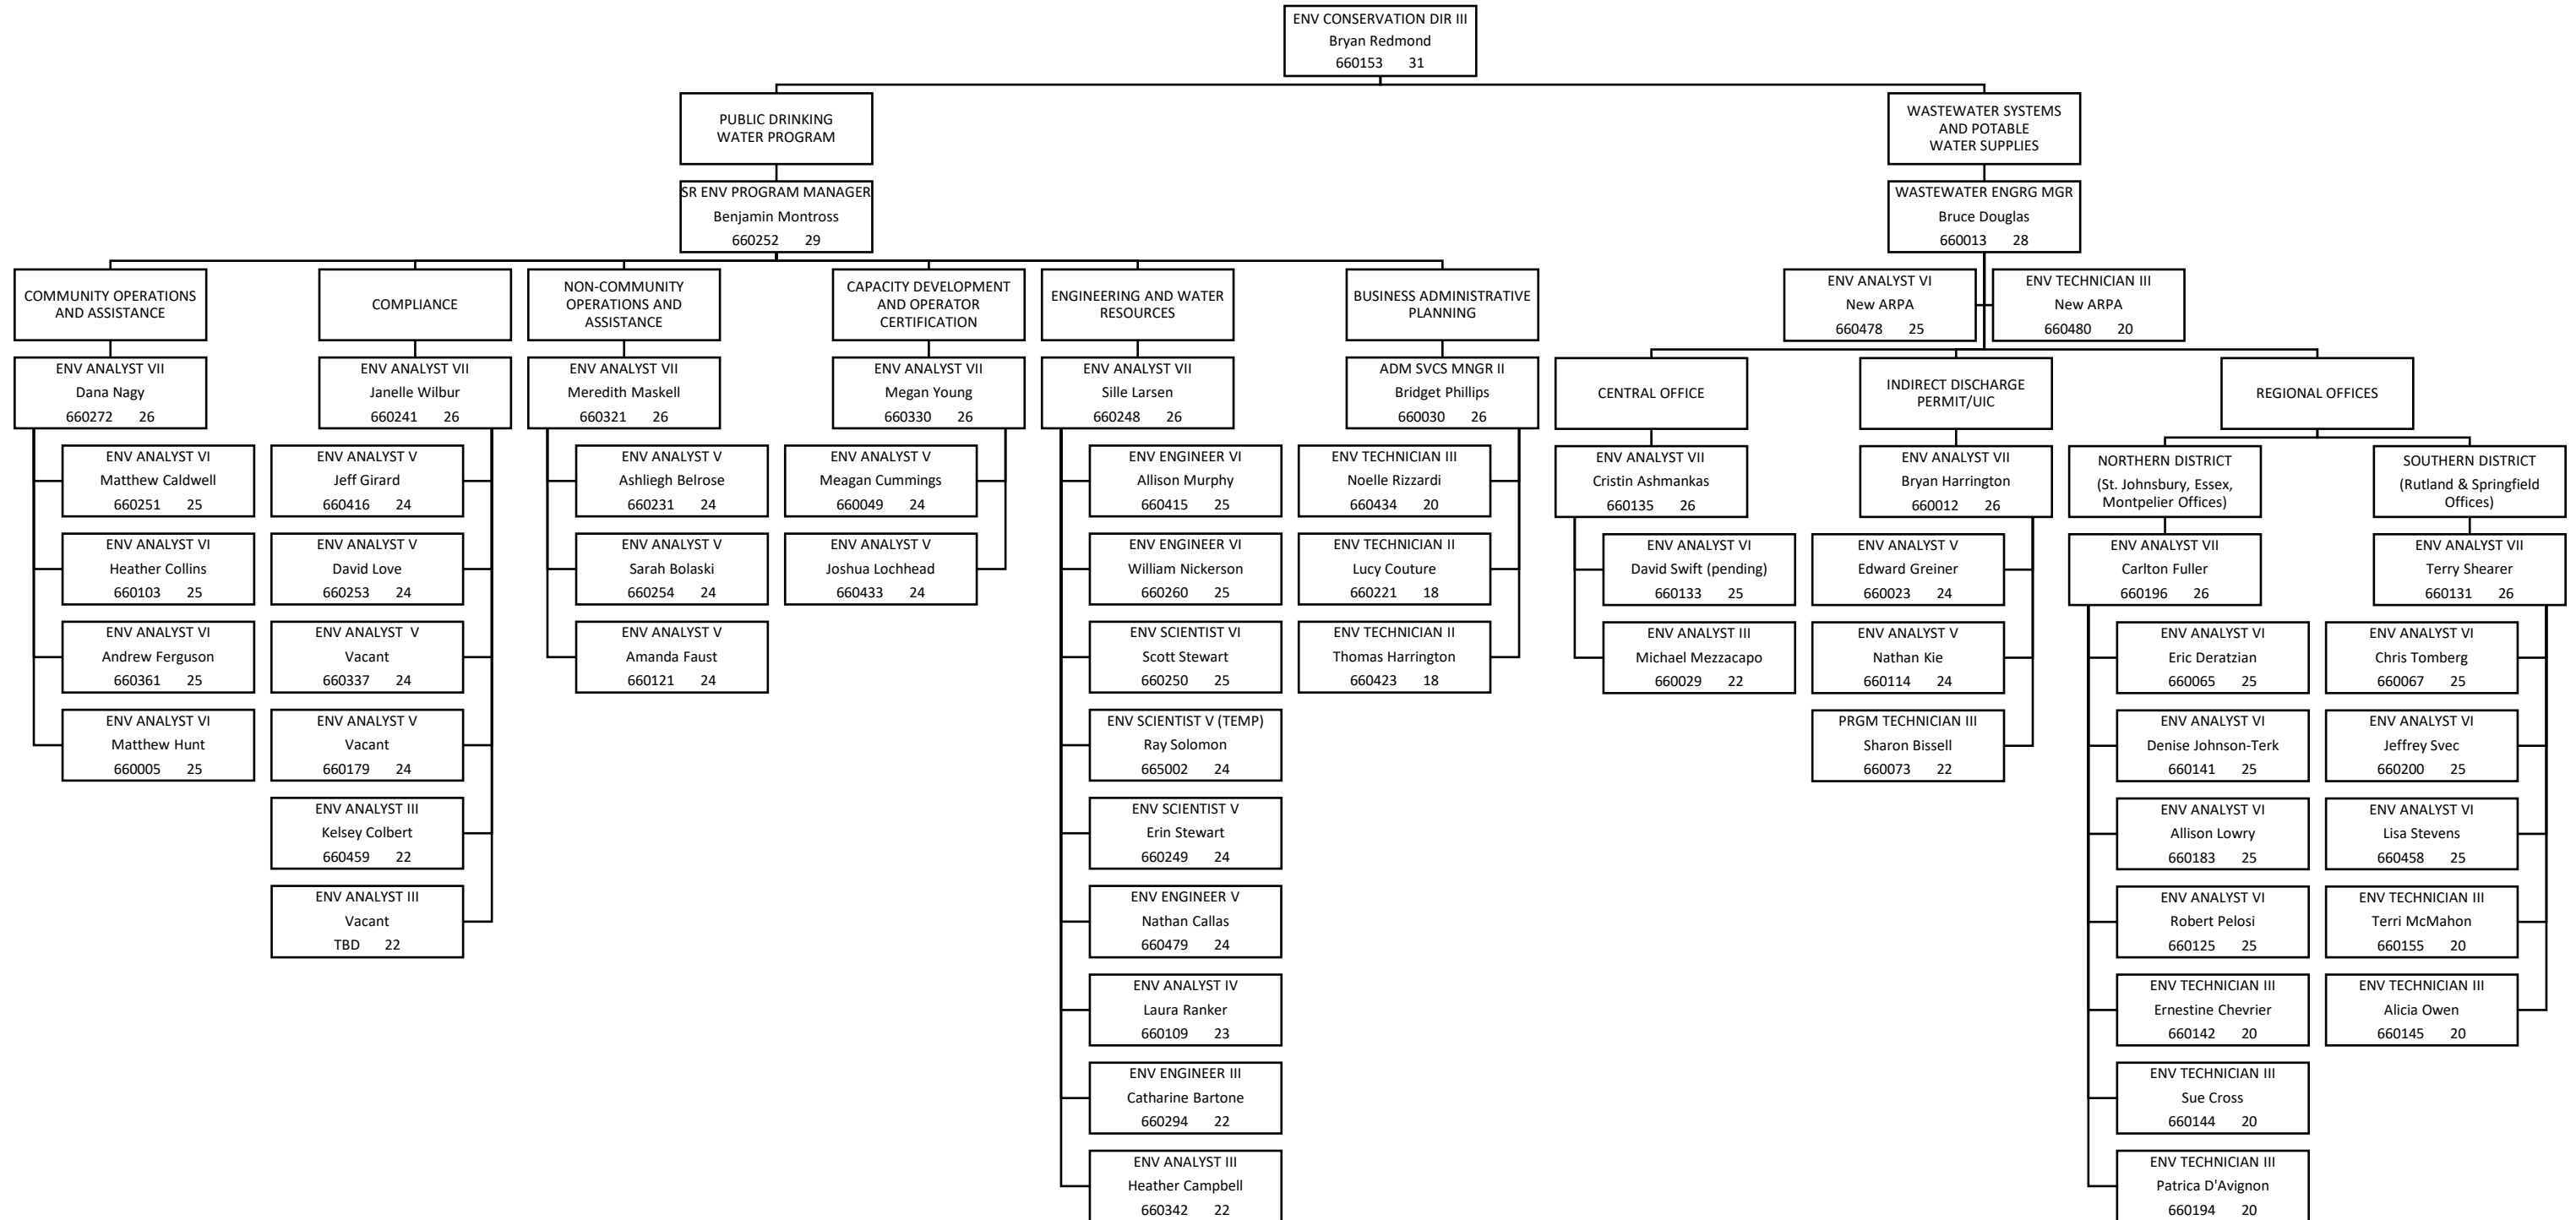 ENV CONSERVATION DIR III
Bryan Redmond
660153 31
PUBLIC DRINKING
WATER PROGRAM
SR ENV PROGRAM MANAGER
Benjamin Montross
660252 29
COMMUNITY OPERATIONS
AND ASSISTANCE
ENV ANALYST VII
Dana Nagy
660272 26
ENV ANALYST VI
Matthew Caldwell
660251 25
ENV ANALYST VI
Heather Collins
660103 25
ENV ANALYST VI
Andrew Ferguson
660361 25
ENV ANALYST VI
Matthew Hunt
660005 25
COMPLIANCE
ENV ANALYST VII
Janelle Wilbur
660241 26
ENV ANALYST V
Jeff Girard
660416 24
ENV ANALYST V
David Love
660253 24
ENV ANALYST V
Vacant
660337 24
ENV ANALYST V
Vacant
660179 24
ENV ANALYST III
Kelsey Colbert
660459 22
ENV ANALYST III
Vacant
TBD 22
NON-COMMUNITY
OPERATIONS AND
ASSISTANCE
ENV ANALYST VII
Meredith Maskell
660321 26
ENV ANALYST V
Ashliegh Belrose
660231 24
ENV ANALYST V
Sarah Bolaski
660254 24
ENV ANALYST V
Amanda Faust
660121 24
CAPACITY DEVELOPMENT
AND OPERATOR
CERTIFICATION
ENV ANALYST VII
Megan Young
660330 26
ENV ANALYST V
Meagan Cummings
660049 24
ENV ANALYST V
Joshua Lochhead
660433 24
ENGINEERING AND WATER
RESOURCES
ENV ANALYST VII
Sille Larsen
660248 26
ENV ENGINEER VI
Allison Murphy
660415 25
ENV ENGINEER VI
William Nickerson
660260 25
ENV SCIENTIST VI
Scott Stewart
660250 25
ENV SCIENTIST V (TEMP)
Ray Solomon
665002 24
ENV SCIENTIST V
Erin Stewart
660249 24
ENV ENGINEER V
Nathan Callas
660479 24
ENV ANALYST IV
Laura Ranker
660109 23
ENV ENGINEER III
Catharine Bartone
660294 22
ENV ANALYST III
Heather Campbell
660342 22
BUSINESS ADMINISTRATIVE
PLANNING
ADM SVCS MNGR II
Bridget Phillips
660030 26
ENV TECHNICIAN III
Noelle Rizzardi
660434 20
ENV TECHNICIAN II
Lucy Couture
660221 18
ENV TECHNICIAN II
Thomas Harrington
660423 18
WASTEWATER SYSTEMS
AND POTABLE
WATER SUPPLIES
WASTEWATER ENGRG MGR
Bruce Douglas
660013 28
ENV ANALYST VI
New ARPA
660478 25
ENV TECHNICIAN III
New ARPA
660480 20
CENTRAL OFFICE
ENV ANALYST VII
Cristin Ashmankas
660135 26
ENV ANALYST VI
David Swift (pending)
660133 25
ENV ANALYST III
Michael Mezzacapo
660029 22
INDIRECT DISCHARGE
PERMIT/UIC
ENV ANALYST VII
Bryan Harrington
660012 26
ENV ANALYST V
Edward Greiner
660023 24
ENV ANALYST V
Nathan Kie
660114 24
PRGM TECHNICIAN III
Sharon Bissell
660073 22
REGIONAL OFFICES
NORTHERN DISTRICT
(St. Johnsbury, Essex,
Montpelier Offices)
ENV ANALYST VII
Carlton Fuller
660196 26
ENV ANALYST VI
Eric Deratzian
660065 25
ENV ANALYST VI
Denise Johnson-Terk
660141 25
ENV ANALYST VI
Allison Lowry
660183 25
ENV ANALYST VI
Robert Pelosi
660125 25
ENV TECHNICIAN III
Ernestine Chevrier
660142 20
ENV TECHNICIAN III
Sue Cross
660144 20
ENV TECHNICIAN III
Patrica D'Avignon
660194 20
SOUTHERN DISTRICT
(Rutland & Springfield
Offices)
ENV ANALYST VII
Terry Shearer
660131 26
ENV ANALYST VI
Chris Tomberg
660067 25
ENV ANALYST VI
Jeffrey Svec
660200 25
ENV ANALYST VI
Lisa Stevens
660458 25
ENV TECHNICIAN III
Terri McMahon
660155 20
ENV TECHNICIAN III
Alicia Owen
660145 20